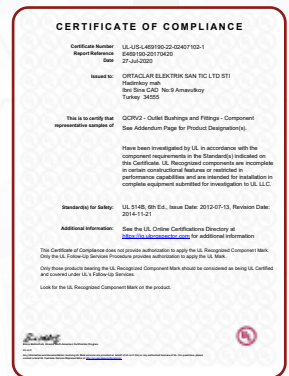 CERTIFICATE OF COMPLIANCE
Certificate Number UL-US-L469190-22-02407102-1
Report Reference E469190-20170420
Date 27-Jul-2020
Issued to: ORTACLAR ELEKTRIK SAN TIC LTD STI
Hadimkoy mah
Ibni Sina CAD No:9 Arnavutkoy
Turkey 34555
This is to certify that QCRV2 - Outlet Bushings and Fittings - Component
representative samples of See Addendum Page for Product Designation(s).
Have been investigated by UL in accordance with the
component requirements in the Standard(s) indicated on
this Certificate. UL Recognized components are incomplete
in certain constructional features or restricted in
performance capabilities and are intended for installation in
complete equipment submitted for investigation to UL LLC.
Standard(s) for Safety: UL 514B, 6th Ed., Issue Date: 2012-07-13, Revision Date:
2014-11-21
Additional Information: See the UL Online Certifications Directory at
https://iq.ulprospector.com for additional information
This Certificate of Compliance does not provide authorization to apply the UL Recognized Component Mark.
Only the UL Follow-Up Services Procedure provides authorization to apply the UL Mark.
Only those products bearing the UL Recognized Component Mark should be considered as being UL Certified
and covered under UL's Follow-Up Services.
Look for the UL Recognized Component Mark on the product.
UL